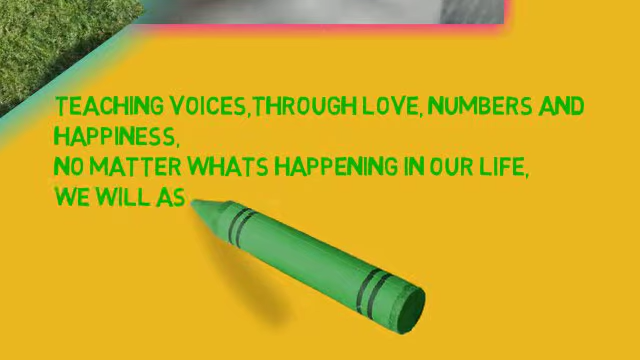 TEACHING VOICES,THROUGH LOVE, NUMBERS AND
HAPPINESS,
NO MATTER WHATS HAPPENING IN OUR LIFE,
WE WILL AS